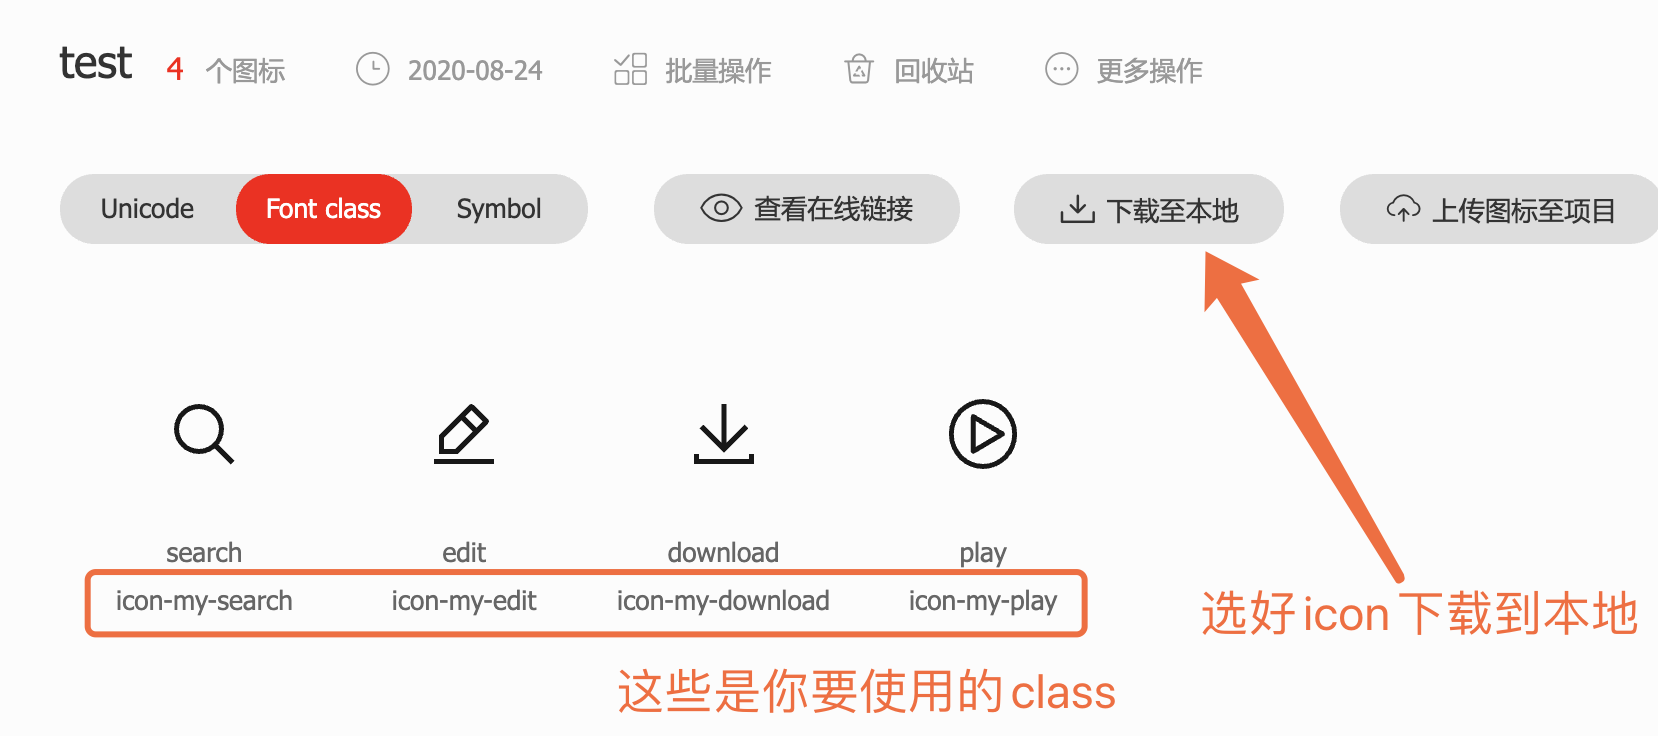 test 4 个图标 2020-08-24 批量操作 回收站 更多操作
Unicode Font class Symbol 查看在线链接 下载至本地 上传图标至项目
search edit download play
icon-my-search icon-my-edit icon-my-download icon-my-play
选好icon下载到本地
这些是你要使用的class